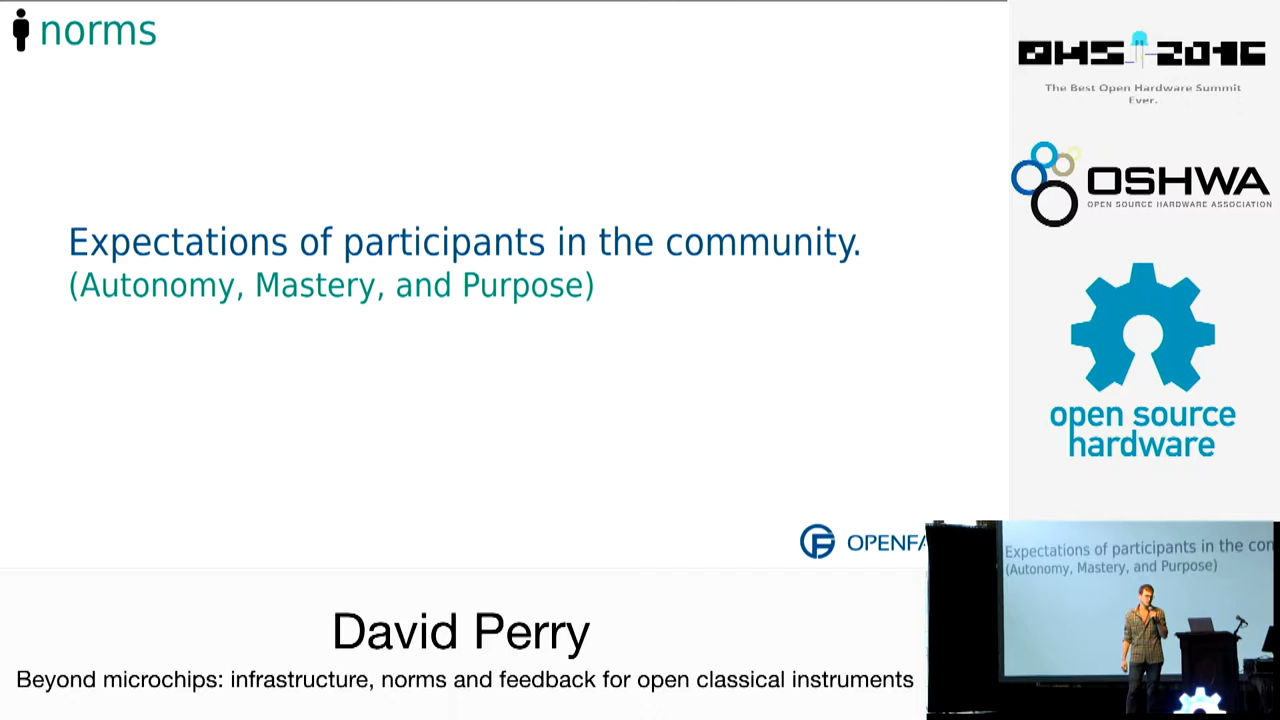 norms
Expectations of participants in the community.
(Autonomy, Mastery, and Purpose)
OPENFA
David Perry
Beyond microchips: infrastructure, norms and feedback for open classical instruments
OHS 2016
The Best Open Hardware Summit
Ever.
OSHWA
OPEN SOURCE HARDWARE ASSOCIATION
open source
hardware
Expectations of participants in the con
(Autonomy, Mastery, and Purpose)